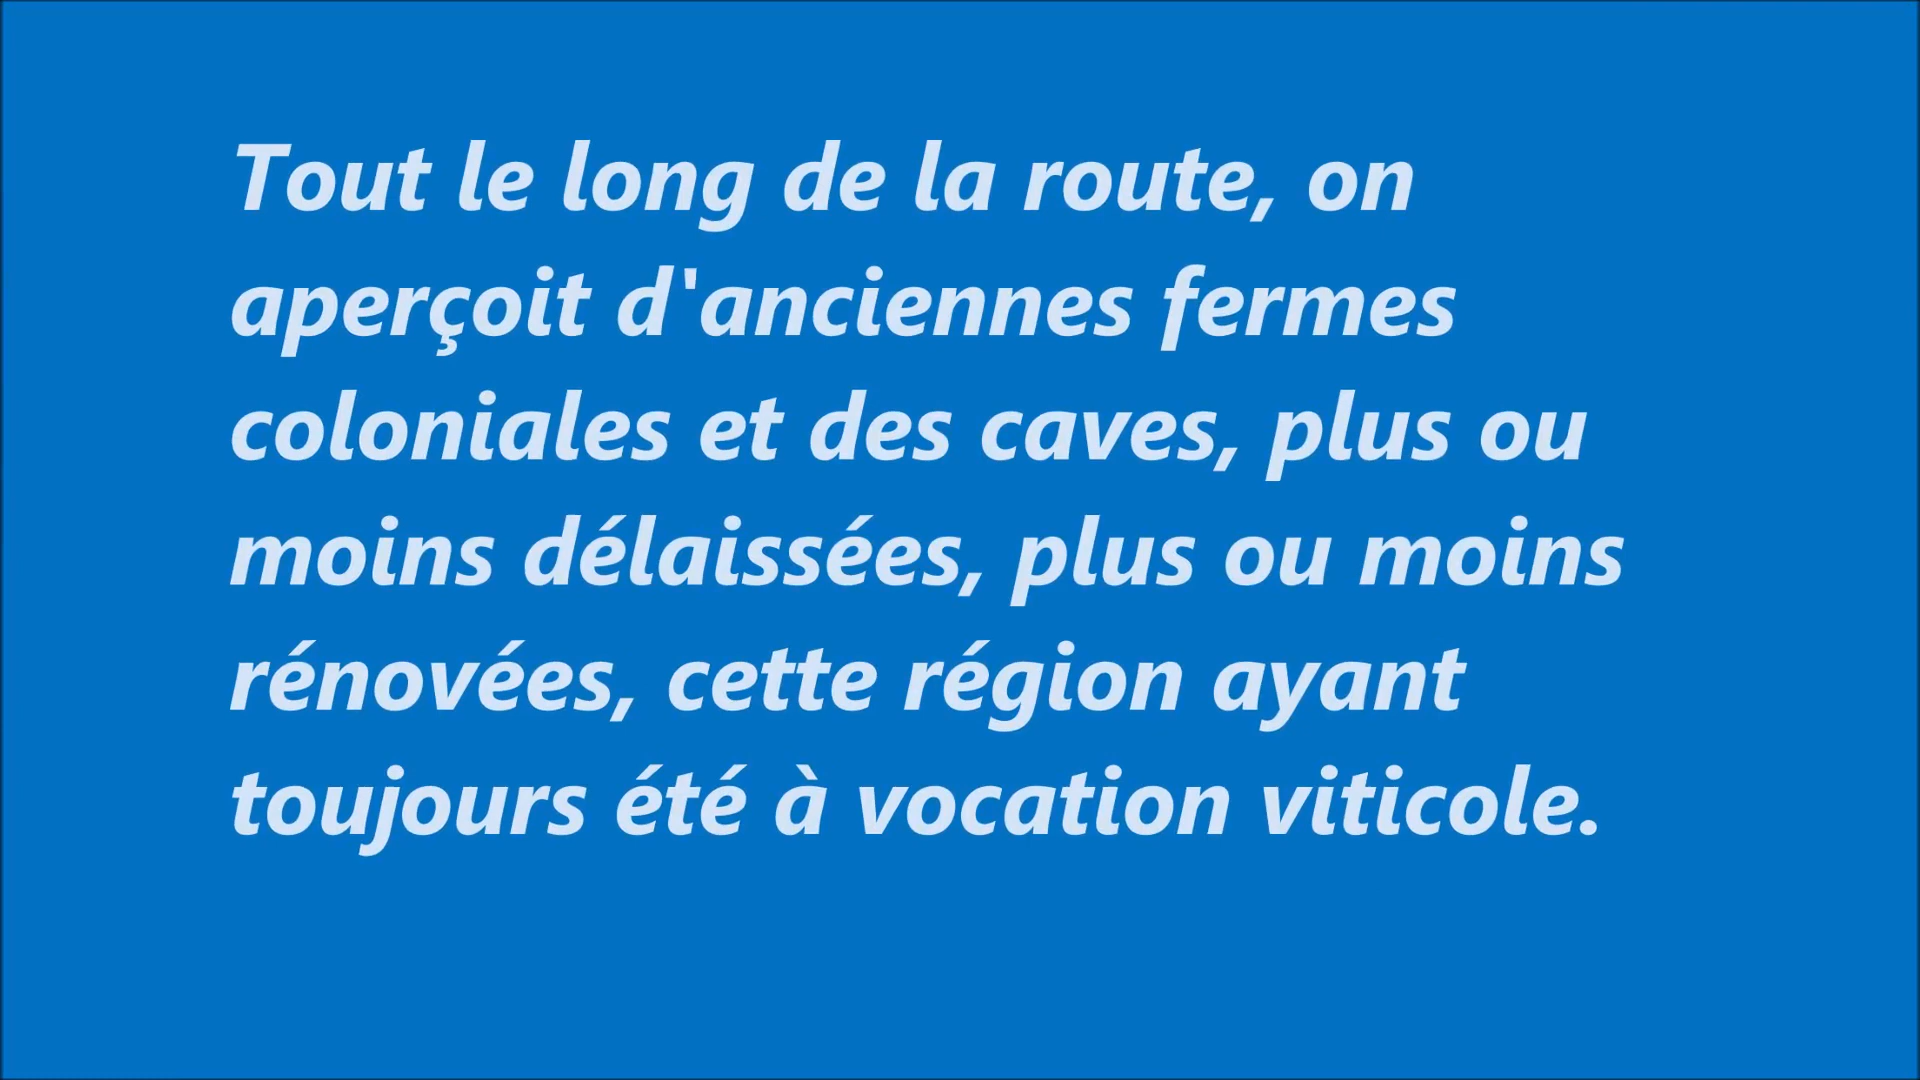 Tout le long de la route, on
aperçoit d'anciennes fermes
coloniales et des caves, plus ou
moins délaissées, plus ou moins
rénovées, cette région ayant
toujours été à vocation viticole.